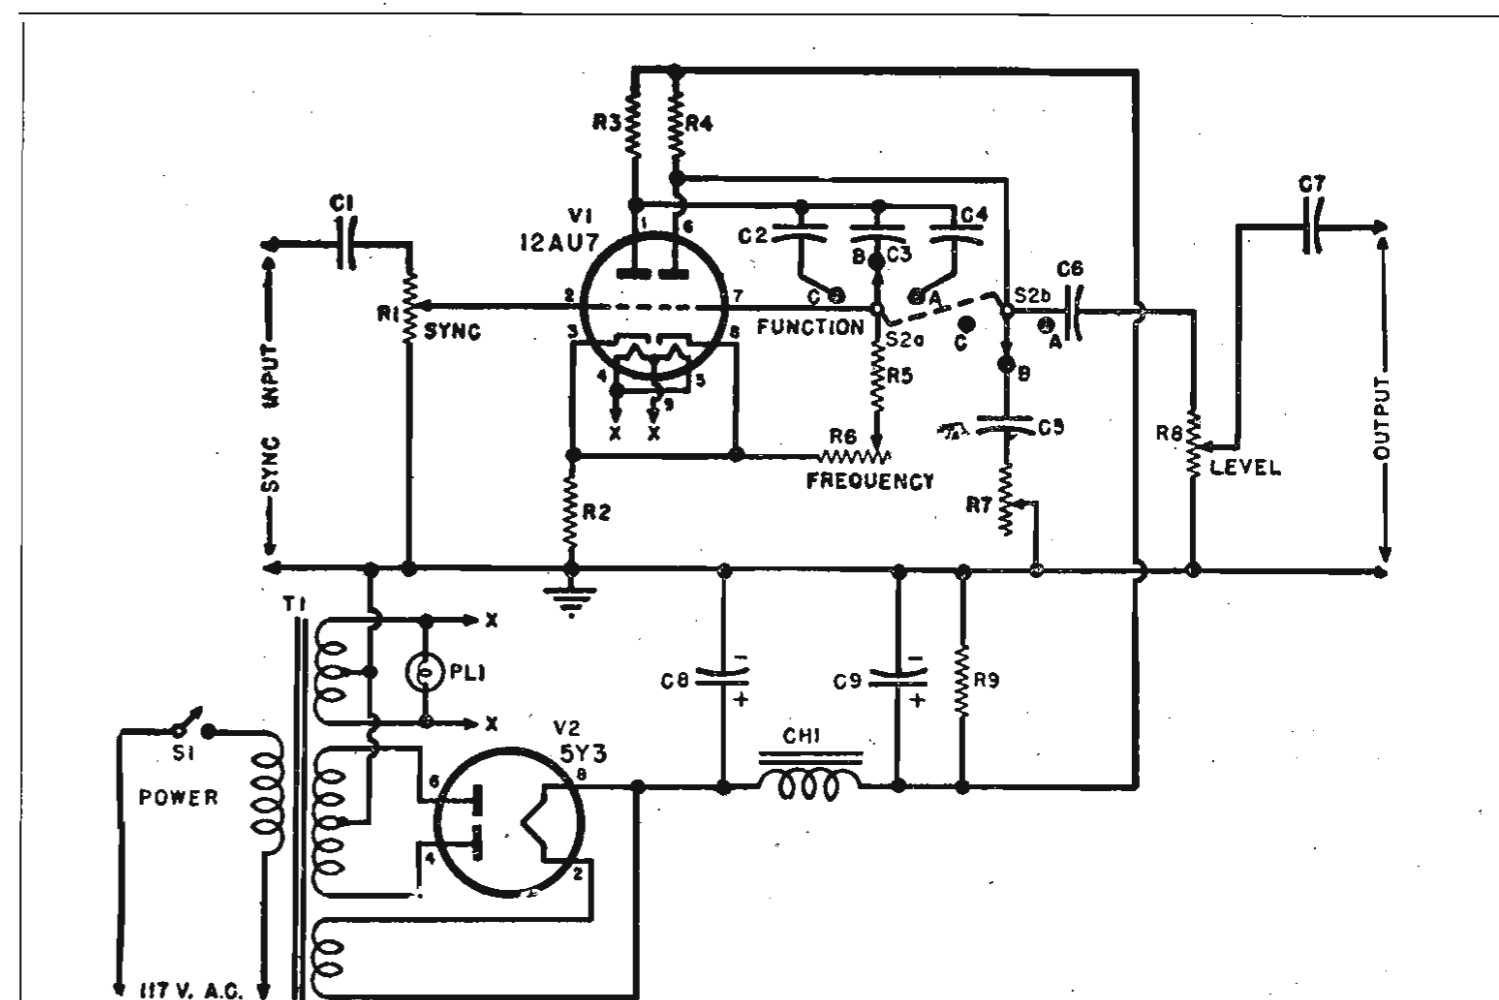 R3
R4
C1
C7
V1
12AU7
1
6
C2
B
C3
C4
C6
R1
SYNC
2
7
C
A
S2b
FUNCTION
S2a
C
A
3
8
4
5
9
X
X
R5
B
C5
R6
FREQUENCY
R7
R8
LEVEL
SYNC INPUT
OUTPUT
R2
T1
X
PL1
X
C8
-
+
C9
-
+
R9
S1
POWER
V2
5Y3
6
8
4
2
CH1
117 V. A.C.